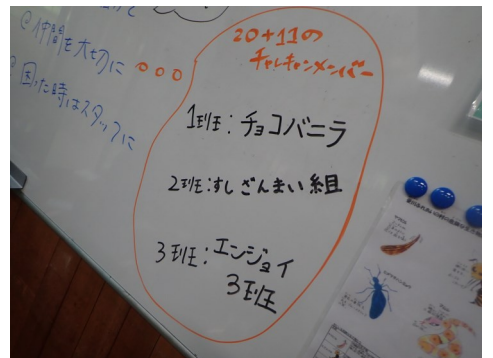 @仲間を大切に
困った時はスタッフに
20+11の
チャレキャンメンバー
1班:チョコバニラ
2班:すしざんまい組
3班:エンジョイ
3班